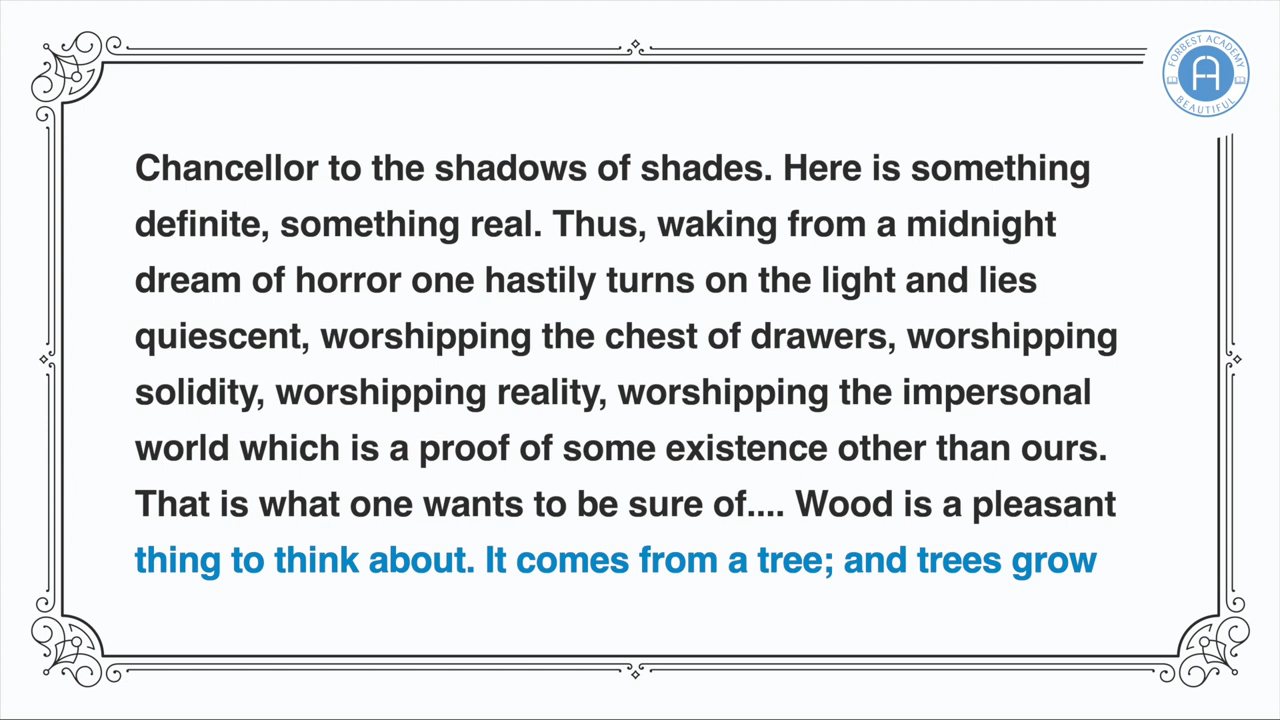 FORBEST ACADEMY
A
BEAUTIFUL
Chancellor to the shadows of shades. Here is something
definite, something real. Thus, waking from a midnight
dream of horror one hastily turns on the light and lies
quiescent, worshipping the chest of drawers, worshipping
solidity, worshipping reality, worshipping the impersonal
world which is a proof of some existence other than ours.
That is what one wants to be sure of.... Wood is a pleasant
thing to think about. It comes from a tree; and trees grow